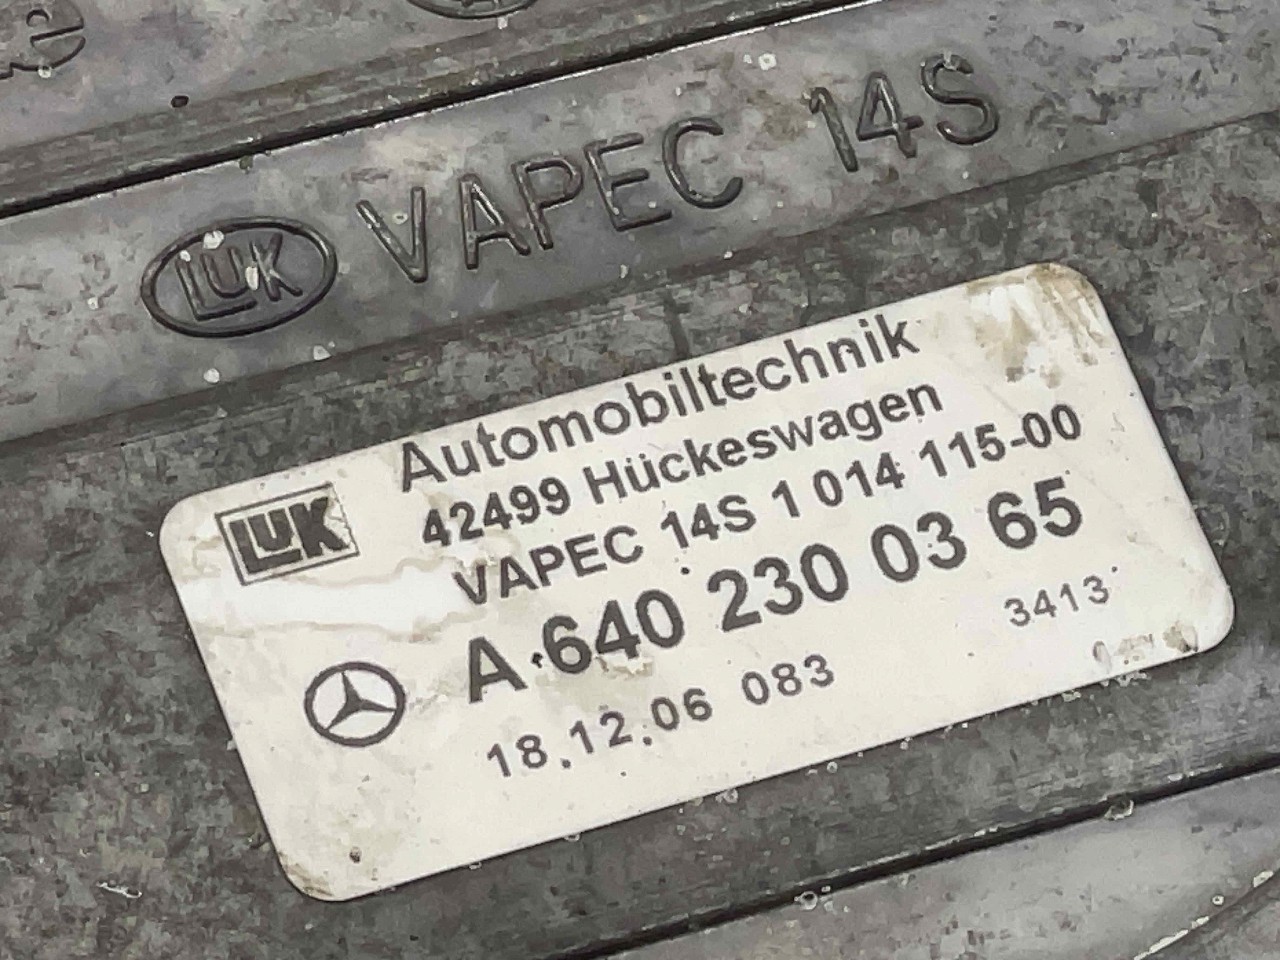 LUK VAPEC 14S
LUK
Automobiltechnik
42499 Hückeswagen
VAPEC 14S 1 014 115-00
A 640 230 03 65
3413
18.12.06 083